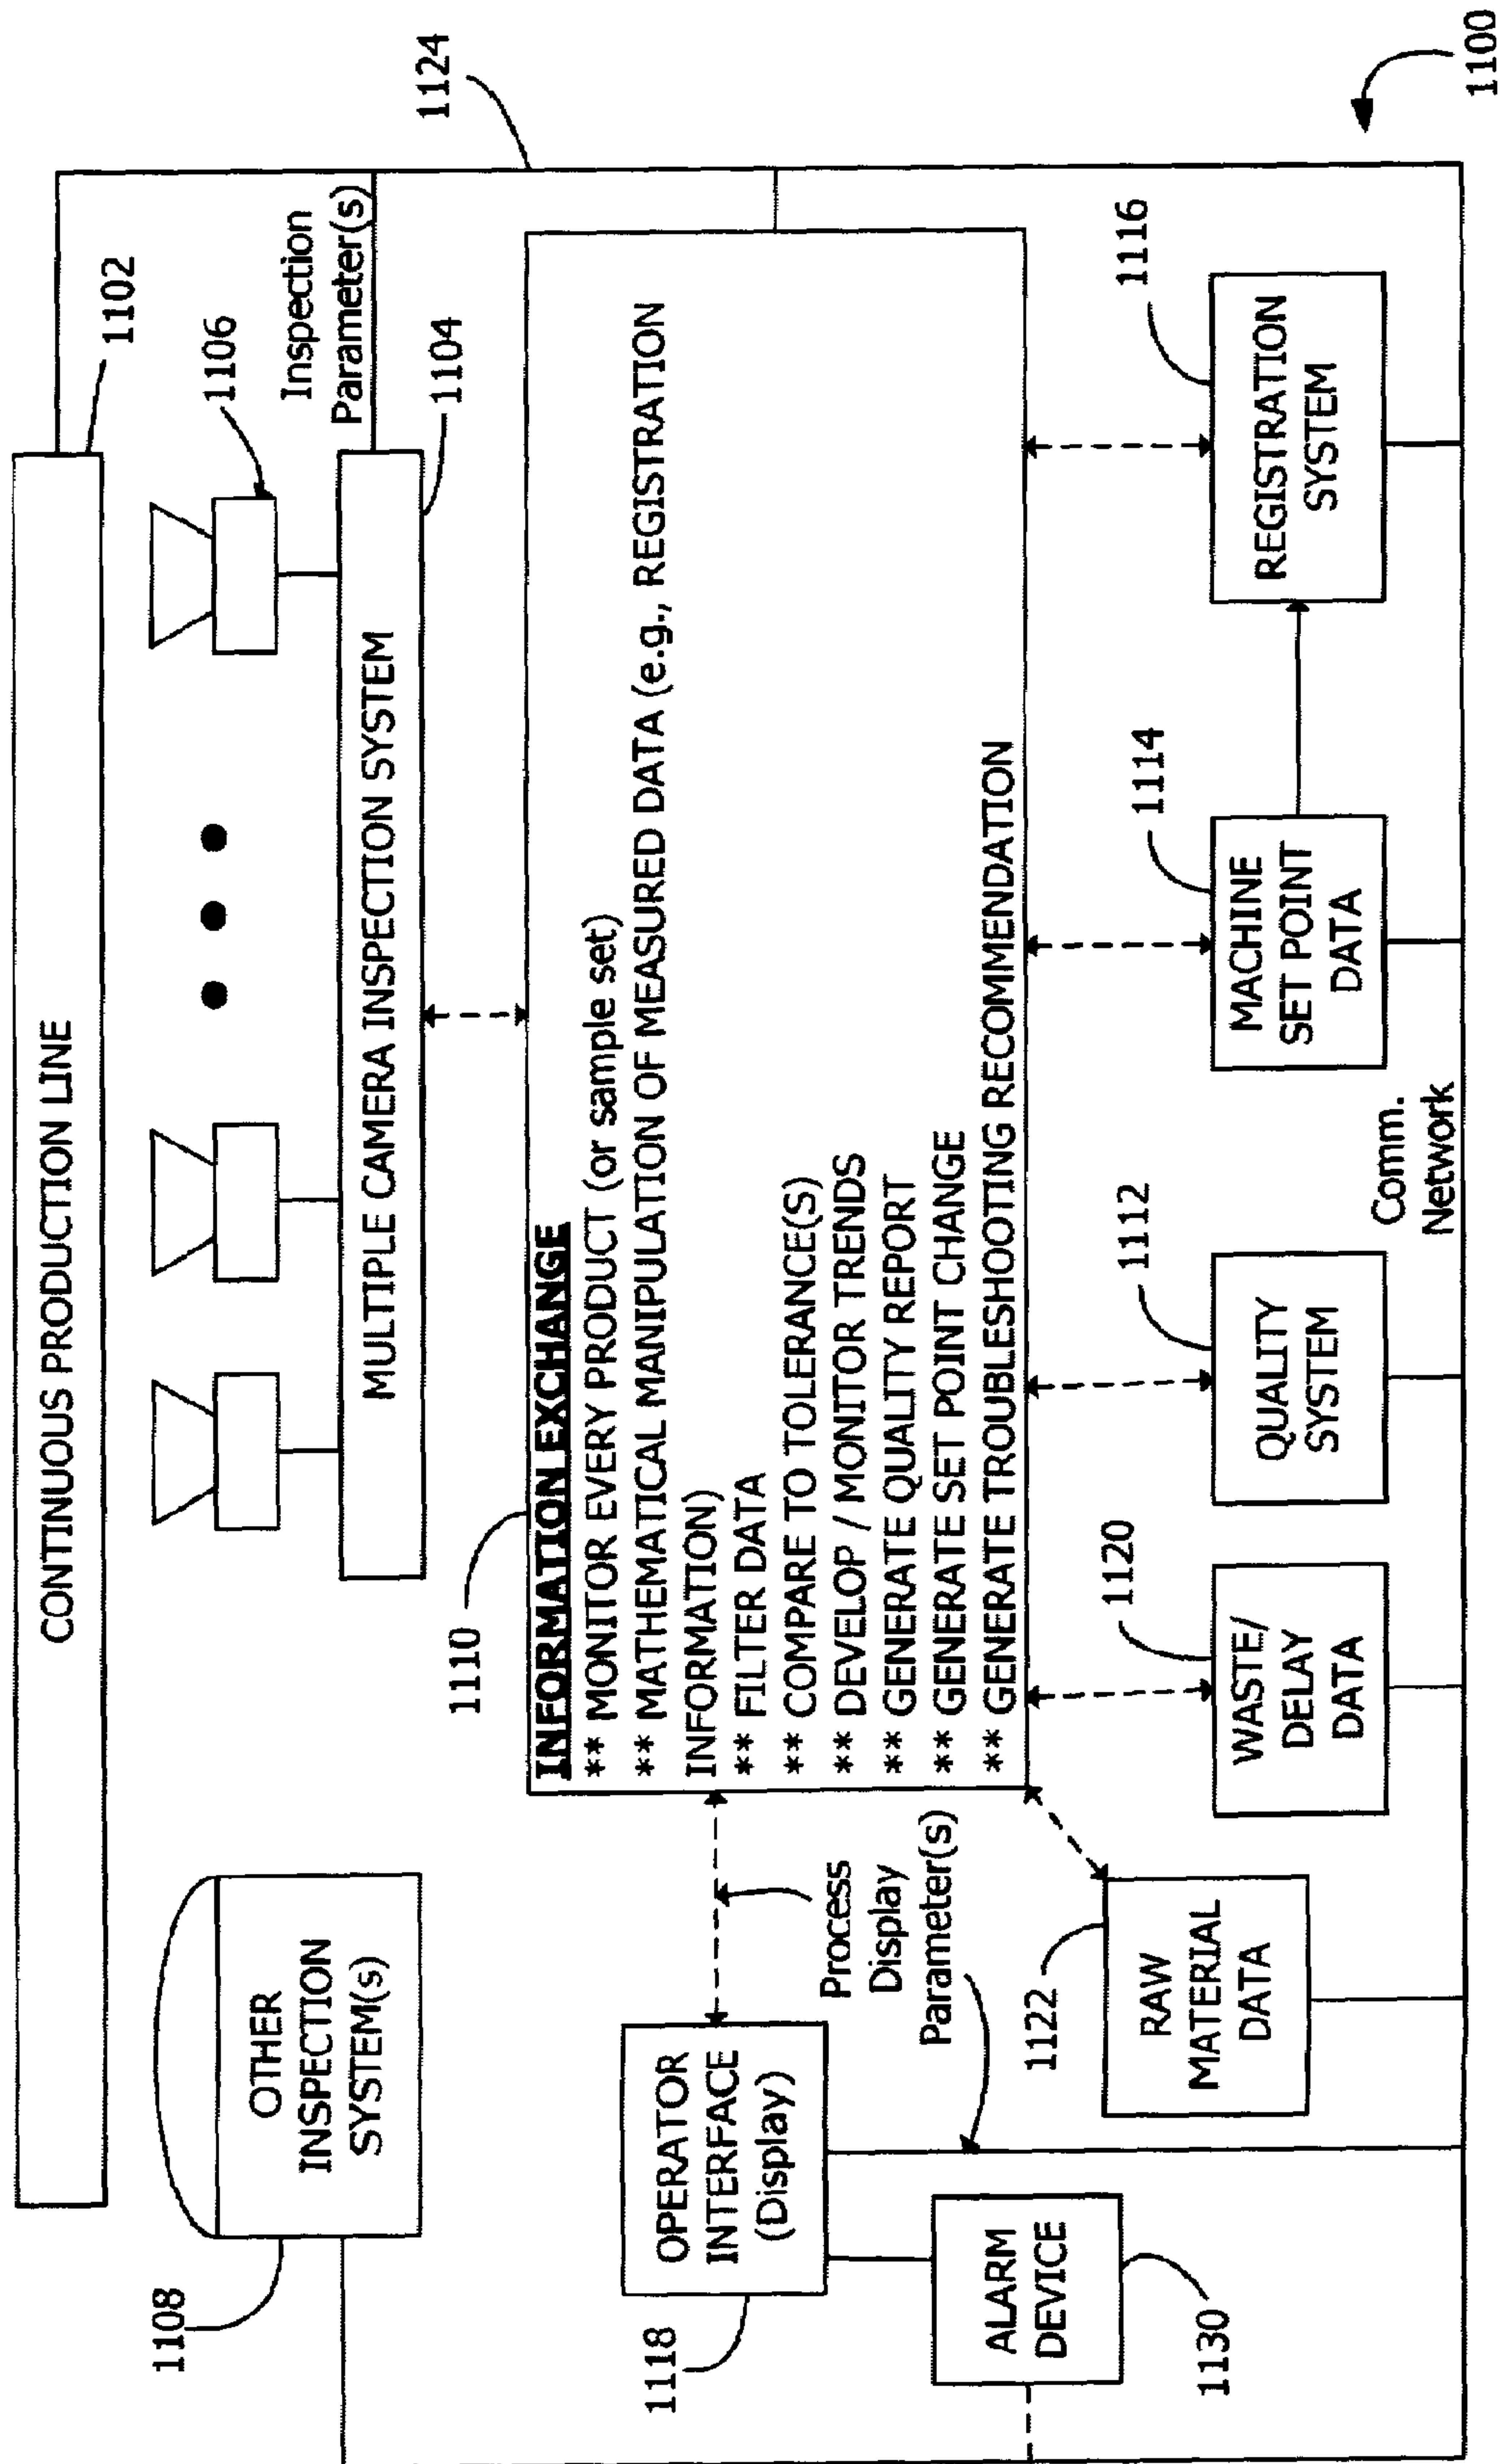 CONTINUOUS PRODUCTION LINE
1102
1106
Inspection
Parameter(s)
1124
OTHER
INSPECTION
SYSTEM(s)
1108
MULTIPLE CAMERA INSPECTION SYSTEM
1104
1110
INFORMATION EXCHANGE
** MONITOR EVERY PRODUCT (or sample set)
** MATHEMATICAL MANIPULATION OF MEASURED DATA (e.g., REGISTRATION
INFORMATION)
** FILTER DATA
** COMPARE TO TOLERANCE(S)
** DEVELOP / MONITOR TRENDS
** GENERATE QUALITY REPORT
** GENERATE SET POINT CHANGE
** GENERATE TROUBLESHOOTING RECOMMENDATION
OPERATOR
INTERFACE
(Display)
1118
Process
Display
Parameter(s)
ALARM
DEVICE
1130
1122
RAW
MATERIAL
DATA
1120
WASTE/
DELAY
DATA
1112
QUALITY
SYSTEM
1114
MACHINE
SET POINT
DATA
1116
REGISTRATION
SYSTEM
Comm.
Network
1100